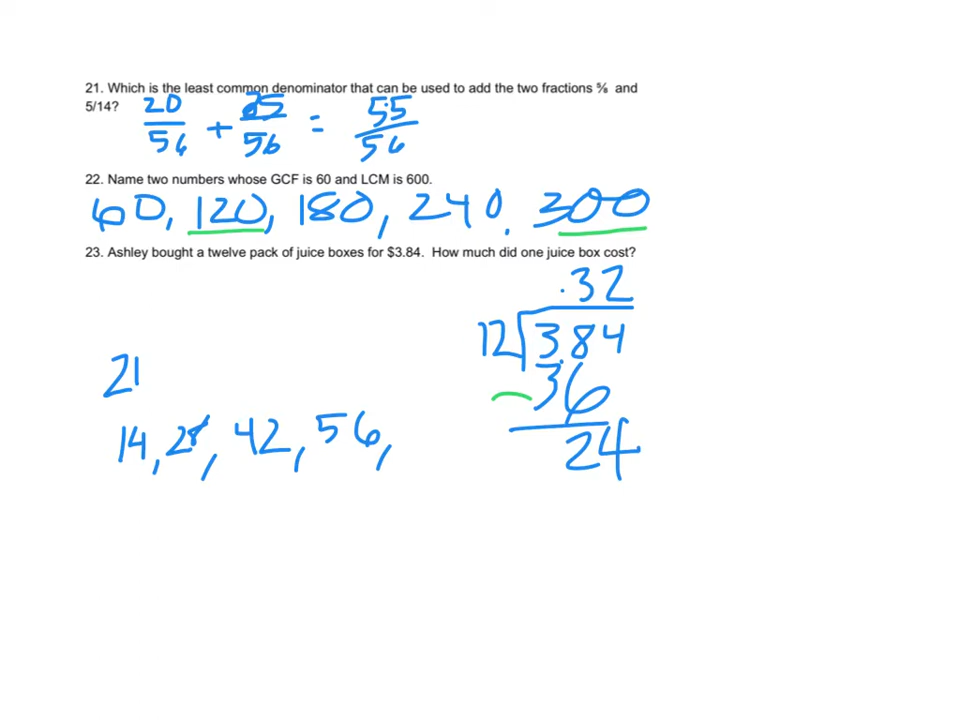 21. Which is the least common denominator that can be used to add the two fractions ⅝ and
5/14?
20/56 + 35/56 = 55/56
22. Name two numbers whose GCF is 60 and LCM is 600.
60, 120, 180, 240, 300
23. Ashley bought a twelve pack of juice boxes for $3.84. How much did one juice box cost?
.32
12 3.84
- 36
24
21
14, 28, 42, 56,